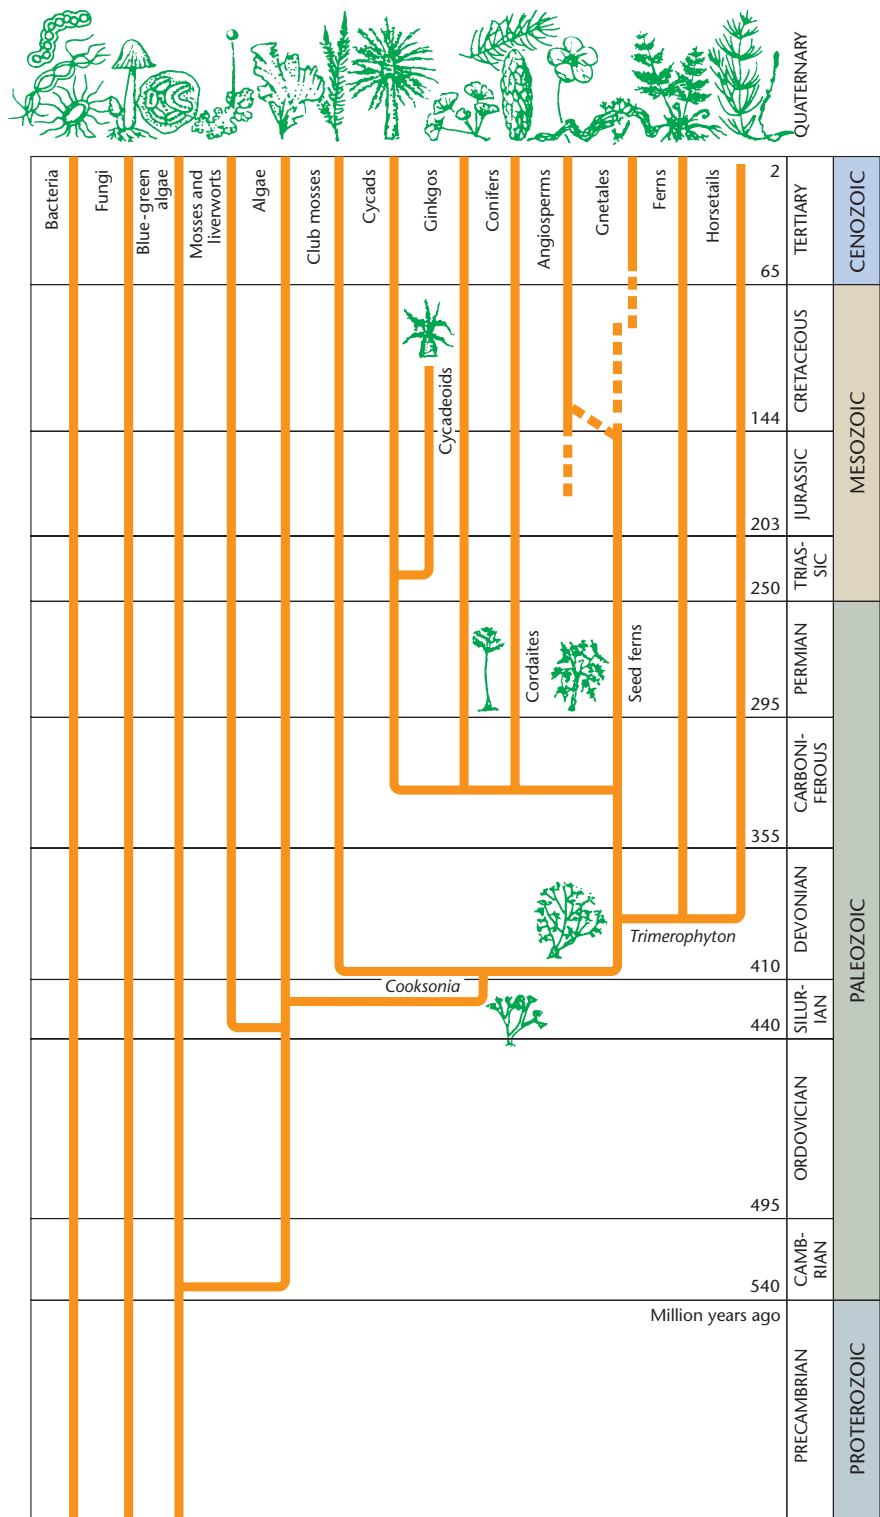 QUATERNARY
Bacteria
Fungi
Blue-green
algae
Mosses and
liverworts
Algae
Club mosses
Cycads
Ginkgos
Conifers
Angiosperms
Gnetales
Ferns
Horsetails
2
TERTIARY
CENOZOIC
65
Cycadeoids
CRETACEOUS
144
MESOZOIC
JURASSIC
203
TRIAS-
SIC
250
Cordaites
Seed ferns
PERMIAN
295
CARBONI-
FEROUS
355
DEVONIAN
Trimerophyton
410
PALEOZOIC
Cooksonia
SILUR-
IAN
440
ORDOVICIAN
495
CAMB-
RIAN
540
Million years ago
PRECAMBRIAN
PROTEROZOIC